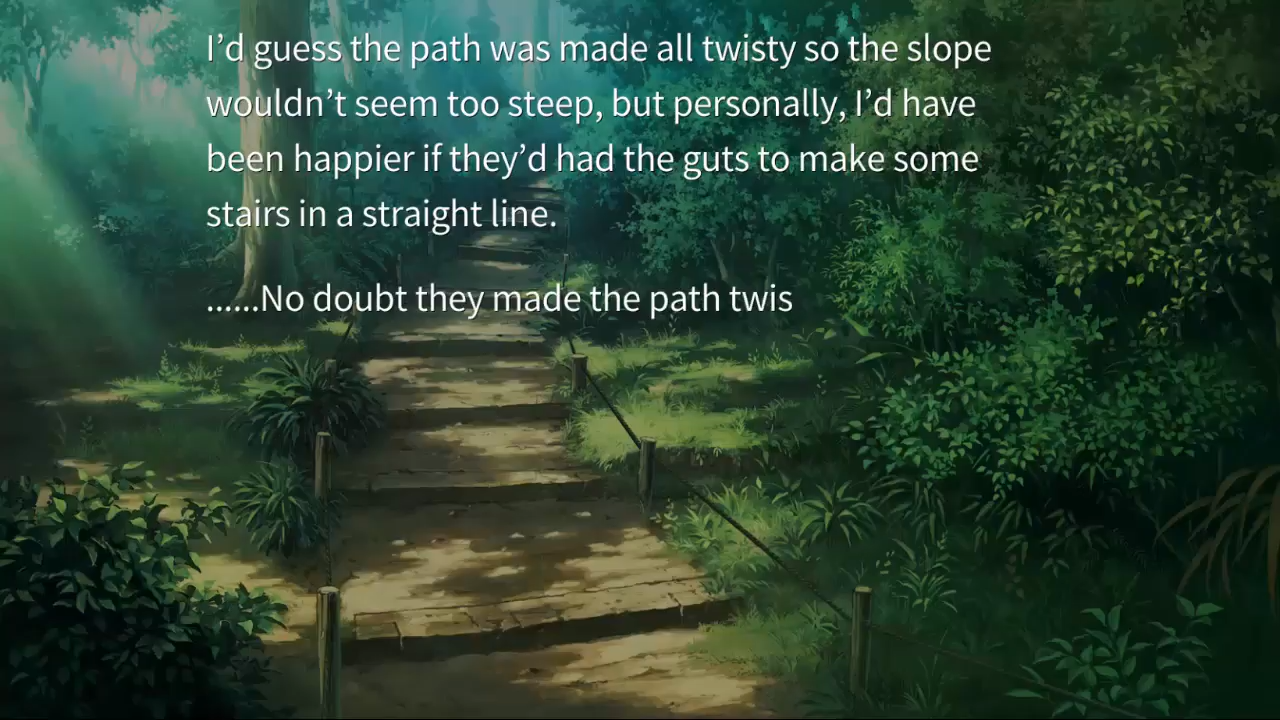 I’d guess the path was made all twisty so the slope
wouldn’t seem too steep, but personally, I’d have
been happier if they’d had the guts to make some
stairs in a straight line.
......No doubt they made the path twis